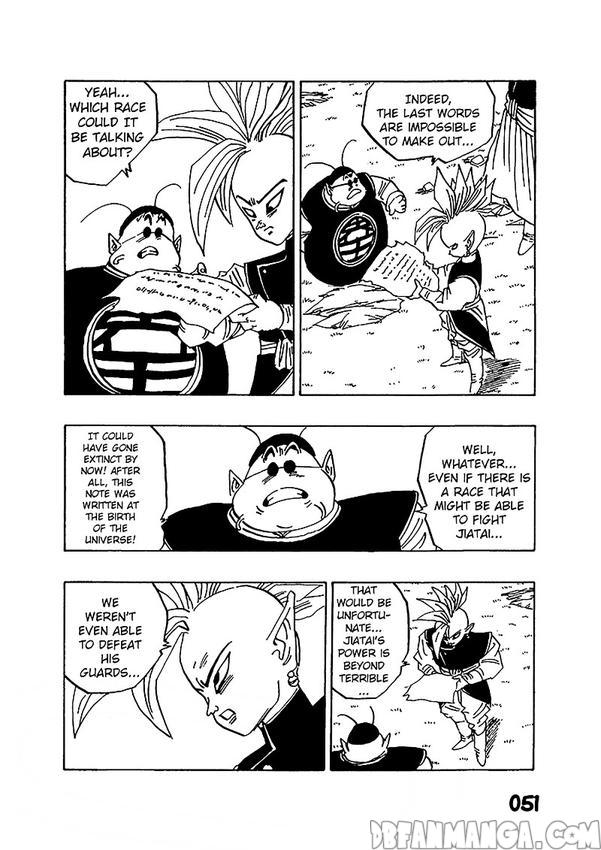 INDEED,
THE LAST WORDS
ARE IMPOSSIBLE
TO MAKE OUT...
YEAH...
WHICH RACE
COULD IT
BE TALKING
ABOUT?
WELL,
WHATEVER...
EVEN IF THERE IS
A RACE THAT
MIGHT BE ABLE
TO FIGHT
JIATAI...
IT COULD
HAVE GONE
EXTINCT BY
NOW! AFTER
ALL, THIS
NOTE WAS
WRITTEN AT
THE BIRTH
OF THE
UNIVERSE!
THAT
WOULD BE
UNFORTU-
NATE...
JIATAI'S
POWER IS
BEYOND
TERRIBLE
...
WE
WEREN'T
EVEN ABLE
TO DEFEAT
HIS
GUARDS...
051
DBFANMANGA.COM